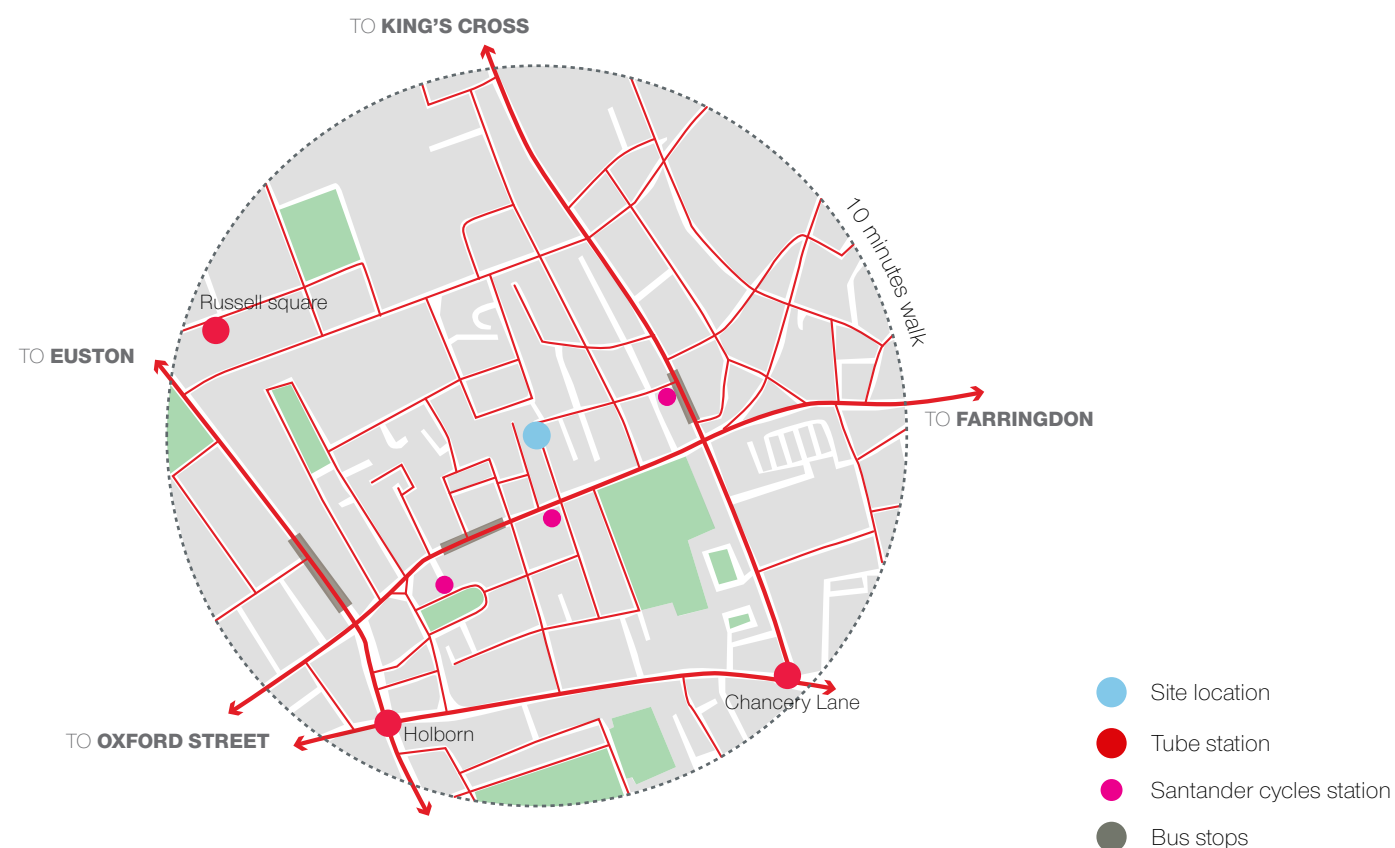 TO KING'S CROSS
10 minutes walk
Russell square
TO EUSTON
TO FARRINGDON
Chancery Lane
Holborn
TO OXFORD STREET
Site location
Tube station
Santander cycles station
Bus stops